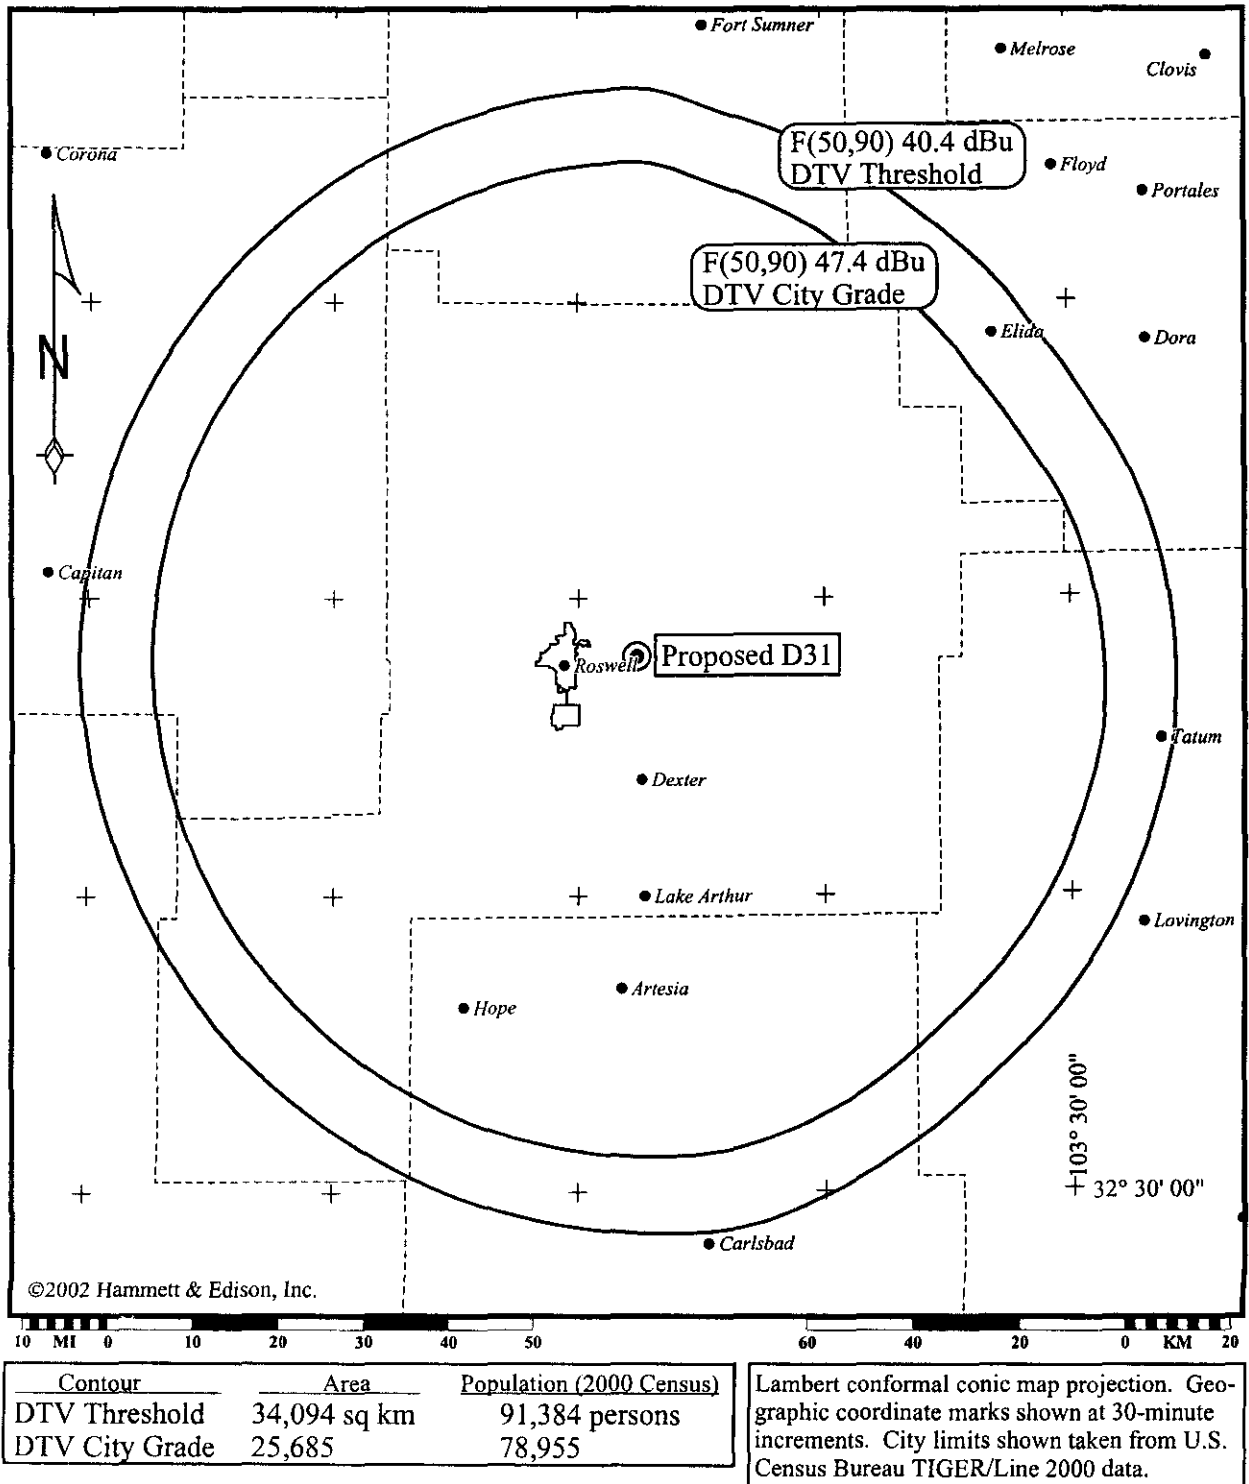 Fort Sumner
Melrose
Clovis
F(50,90) 40.4 dBu
DTV Threshold
Corona
Floyd
Portales
F(50,90) 47.4 dBu
DTV City Grade
Elida
Dora
N
Capitan
Roswell
Proposed D31
Tatum
Dexter
Lake Arthur
Lovington
Artesia
Hope
103° 30' 00"
32° 30' 00"
Carlsbad
©2002 Hammett & Edison, Inc.
10 MI 0 10 20 30 40 50
60 40 20 0 KM 20
Contour Area Population (2000 Census)
DTV Threshold 34,094 sq km 91,384 persons
DTV City Grade 25,685 78,955
Lambert conformal conic map projection. Geo-
graphic coordinate marks shown at 30-minute
increments. City limits shown taken from U.S.
Census Bureau TIGER/Line 2000 data.